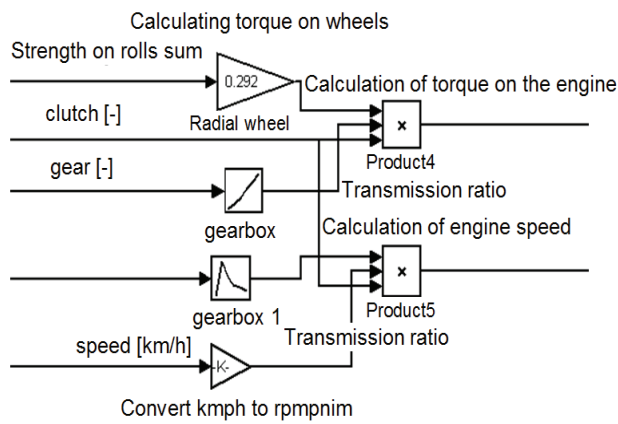 Calculating torque on wheels
Strength on rolls sum
0.292
Calculation of torque on the engine
clutch [-]
Radial wheel
×
Product4
gear [-]
Transmission ratio
gearbox
Calculation of engine speed
×
Product5
gearbox 1
Transmission ratio
speed [km/h]
-K-
Convert kmph to rpmpnim